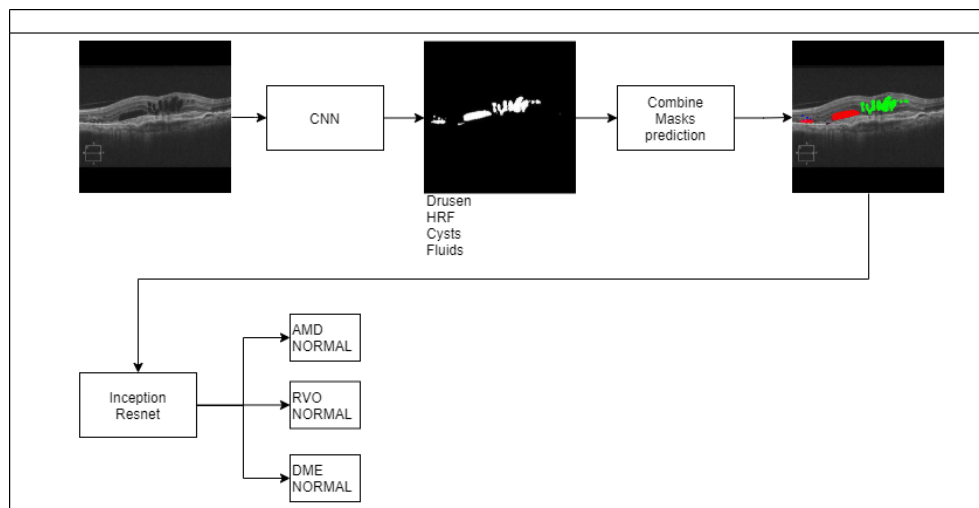 CNN
Combine
Masks
prediction
Drusen
HRF
Cysts
Fluids
Inception
Resnet
AMD
NORMAL
RVO
NORMAL
DME
NORMAL